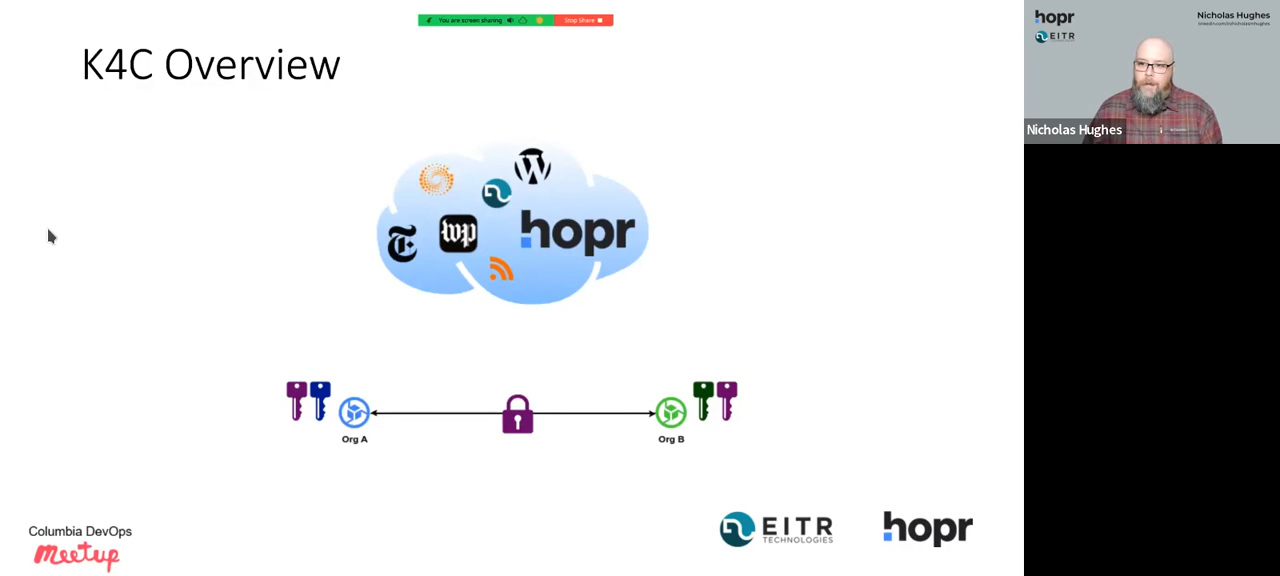 You are screen sharing
Stop Share
K4C Overview
T
wp
W
hopr
Org A
Org B
Columbia DevOps
meetup
EITR
TECHNOLOGIES
hopr
hopr
EITR
Nicholas Hughes
Nicholas Hughes